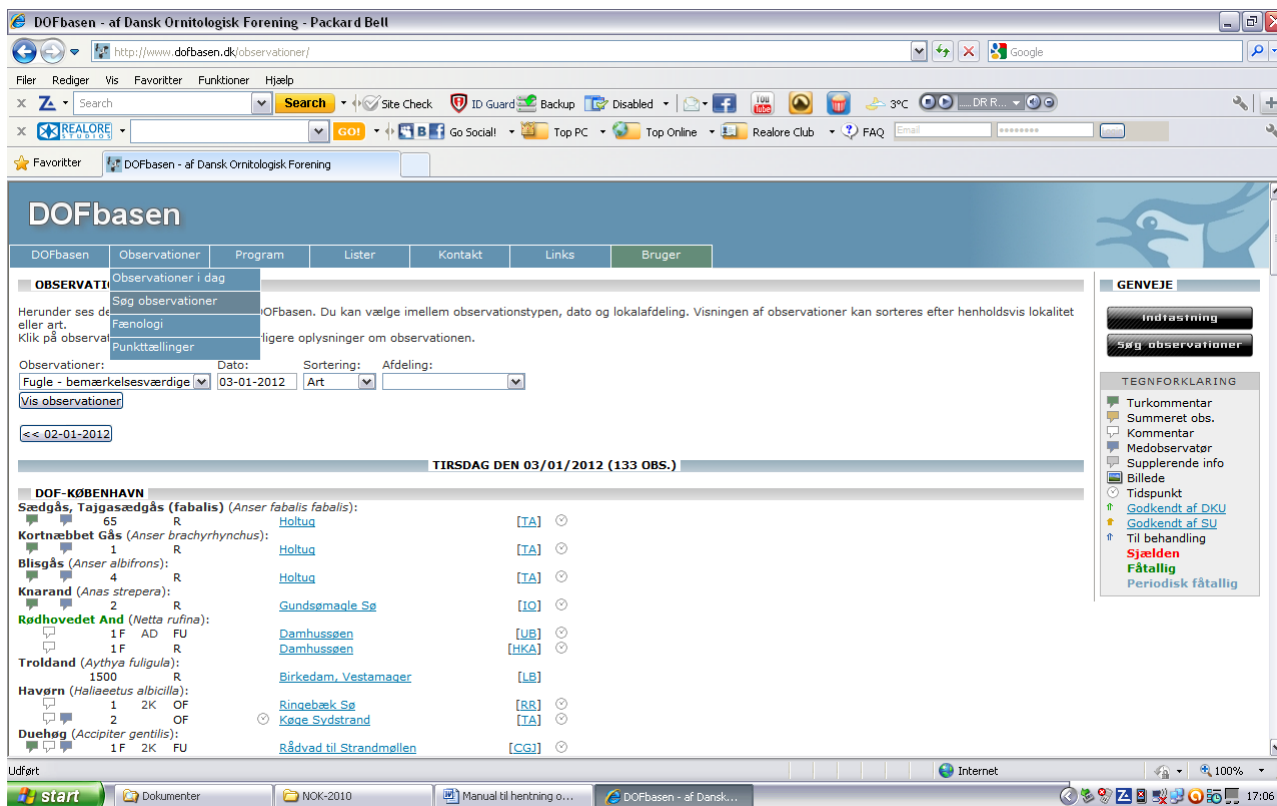 DOFbasen - af Dansk Ornitologisk Forening - Packard Bell
http://www.dofbasen.dk/observationer/ Google
Filer Rediger Vis Favoritter Funktioner Hjælp
x Search Search Site Check ID Guard Backup Disabled 3°C ....DR R...
x REALORE STUDIOS GO! B Go Social! Top PC Top Online Realore Club FAQ Email
Favoritter DOFbasen - af Dansk Ornitologisk Forening
DOFbasen
DOFbasen Observationer Program Lister Kontakt Links Bruger
Observationer i dag
Søg observationer
Fænologi
Punkttællinger
OBSERVATI
Herunder ses de OFbasen. Du kan vælge imellem observationstypen, dato og lokalafdeling. Visningen af observationer kan sorteres efter henholdsvis lokalitet
eller art.
Klik på observat ligere oplysninger om observationen.
Observationer: Dato: Sortering: Afdeling:
Fugle - bemærkelsesværdige 03-01-2012 Art
Vis observationer
<< 02-01-2012
TIRSDAG DEN 03/01/2012 (133 OBS.)
DOF-KØBENHAVN
Sædgås, Tajgasædgås (fabalis) (Anser fabalis fabalis):
65 R Holtug [TA]
Kortnæbbet Gås (Anser brachyrhynchus):
1 R Holtug [TA]
Blisgås (Anser albifrons):
4 R Holtug [TA]
Knarand (Anas strepera):
2 R Gundsømagle Sø [IO]
Rødhovedet And (Netta rufina):
1 F AD FU Damhussøen [UB]
1 F R Damhussøen [HKA]
Troldand (Aythya fuligula):
1500 R Birkedam, Vestamager [LB]
Havørn (Haliaeetus albicilla):
1 2K OF Ringebæk Sø [RR]
2 OF Køge Sydstrand [TA]
Duehøg (Accipiter gentilis):
1 F 2K FU Rådvad til Strandmøllen [CGJ]
GENVEJE
Indtastning
Søg observationer
TEGNFORKLARING
Turkommentar
Summeret obs.
Kommentar
Medobservatør
Supplerende info
Billede
Tidspunkt
Godkendt af DKU
Godkendt af SU
Til behandling
Sjælden
Fåtallig
Periodisk fåtallig
Udført Internet 100%
start Dokumenter NOK-2010 Manual til hentning o... DOFbasen - af Dansk... 17:06